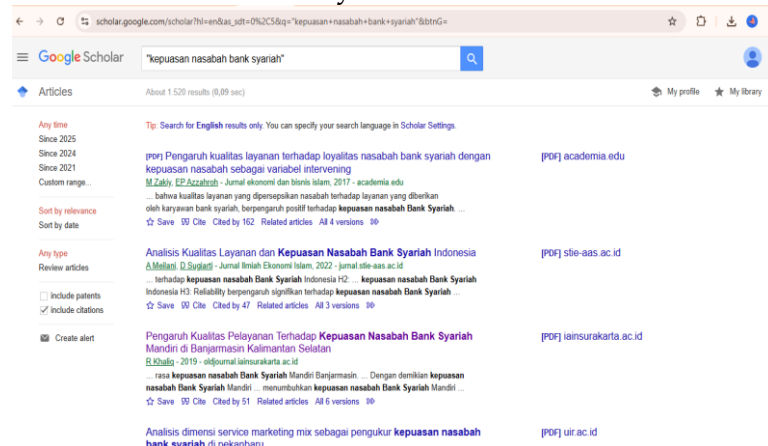 scholar.google.com/scholar?hl=en&as_sdt=0%2C5&q="kepuasan+nasabah+bank+syariah"&btnG=
Google Scholar
"kepuasan nasabah bank syariah"
Articles
About 1.520 results (0,09 sec)
My profile
My library
Any time
Since 2025
Since 2024
Since 2021
Custom range...
Sort by relevance
Sort by date
Any type
Review articles
include patents
include citations
Create alert
Tip: Search for English results only. You can specify your search language in Scholar Settings.
[PDF] Pengaruh kualitas layanan terhadap loyalitas nasabah bank syariah dengan
kepuasan nasabah sebagai variabel intervening
M Zakiy, EP Azzahroh - Jurnal ekonomi dan bisnis islam, 2017 - academia.edu
... bahwa kualitas layanan yang dipersepsikan nasabah terhadap layanan yang diberikan
oleh karyawan bank syariah, berpengaruh positif terhadap kepuasan nasabah Bank Syariah. ...
Save Cite Cited by 162 Related articles All 4 versions
[PDF] academia.edu
Analisis Kualitas Layanan dan Kepuasan Nasabah Bank Syariah Indonesia
A Meilani, D Sugiarti - Jurnal Ilmiah Ekonomi Islam, 2022 - jurnal.stie-aas.ac.id
... terhadap kepuasan nasabah Bank Syariah Indonesia H2: ... kepuasan nasabah Bank Syariah
Indonesia H3: Reliability berpengaruh signifikan terhadap kepuasan nasabah Bank Syariah ...
Save Cite Cited by 47 Related articles All 3 versions
[PDF] stie-aas.ac.id
Pengaruh Kualitas Pelayanan Terhadap Kepuasan Nasabah Bank Syariah
Mandiri di Banjarmasin Kalimantan Selatan
R Khaliq - 2019 - oldjournal.iainsurakarta.ac.id
... rasa kepuasan nasabah Bank Syariah Mandiri Banjarmasin. ... Dengan demikian kepuasan
nasabah Bank Syariah Mandiri ... menumbuhkan kepuasan nasabah Bank Syariah Mandiri ...
Save Cite Cited by 51 Related articles All 6 versions
[PDF] iainsurakarta.ac.id
Analisis dimensi service marketing mix sebagai pengukur kepuasan nasabah
bank syariah di pekanbaru
[PDF] uir.ac.id